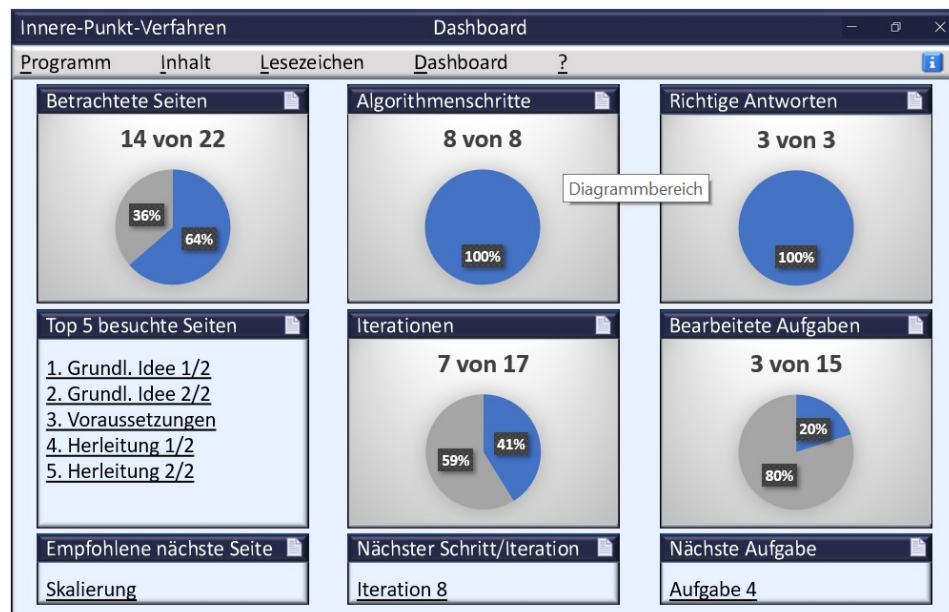 Innere-Punkt-Verfahren Dashboard
Programm Inhalt Lesezeichen Dashboard ?
Betrachtete Seiten
14 von 22
36%
64%
Algorithmenschritte
8 von 8
100%
Diagrammbereich
Richtige Antworten
3 von 3
100%
Top 5 besuchte Seiten
1. Grundl. Idee 1/2
2. Grundl. Idee 2/2
3. Voraussetzungen
4. Herleitung 1/2
5. Herleitung 2/2
Iterationen
7 von 17
41%
59%
Bearbeitete Aufgaben
3 von 15
20%
80%
Empfohlene nächste Seite
Skalierung
Nächster Schritt/Iteration
Iteration 8
Nächste Aufgabe
Aufgabe 4